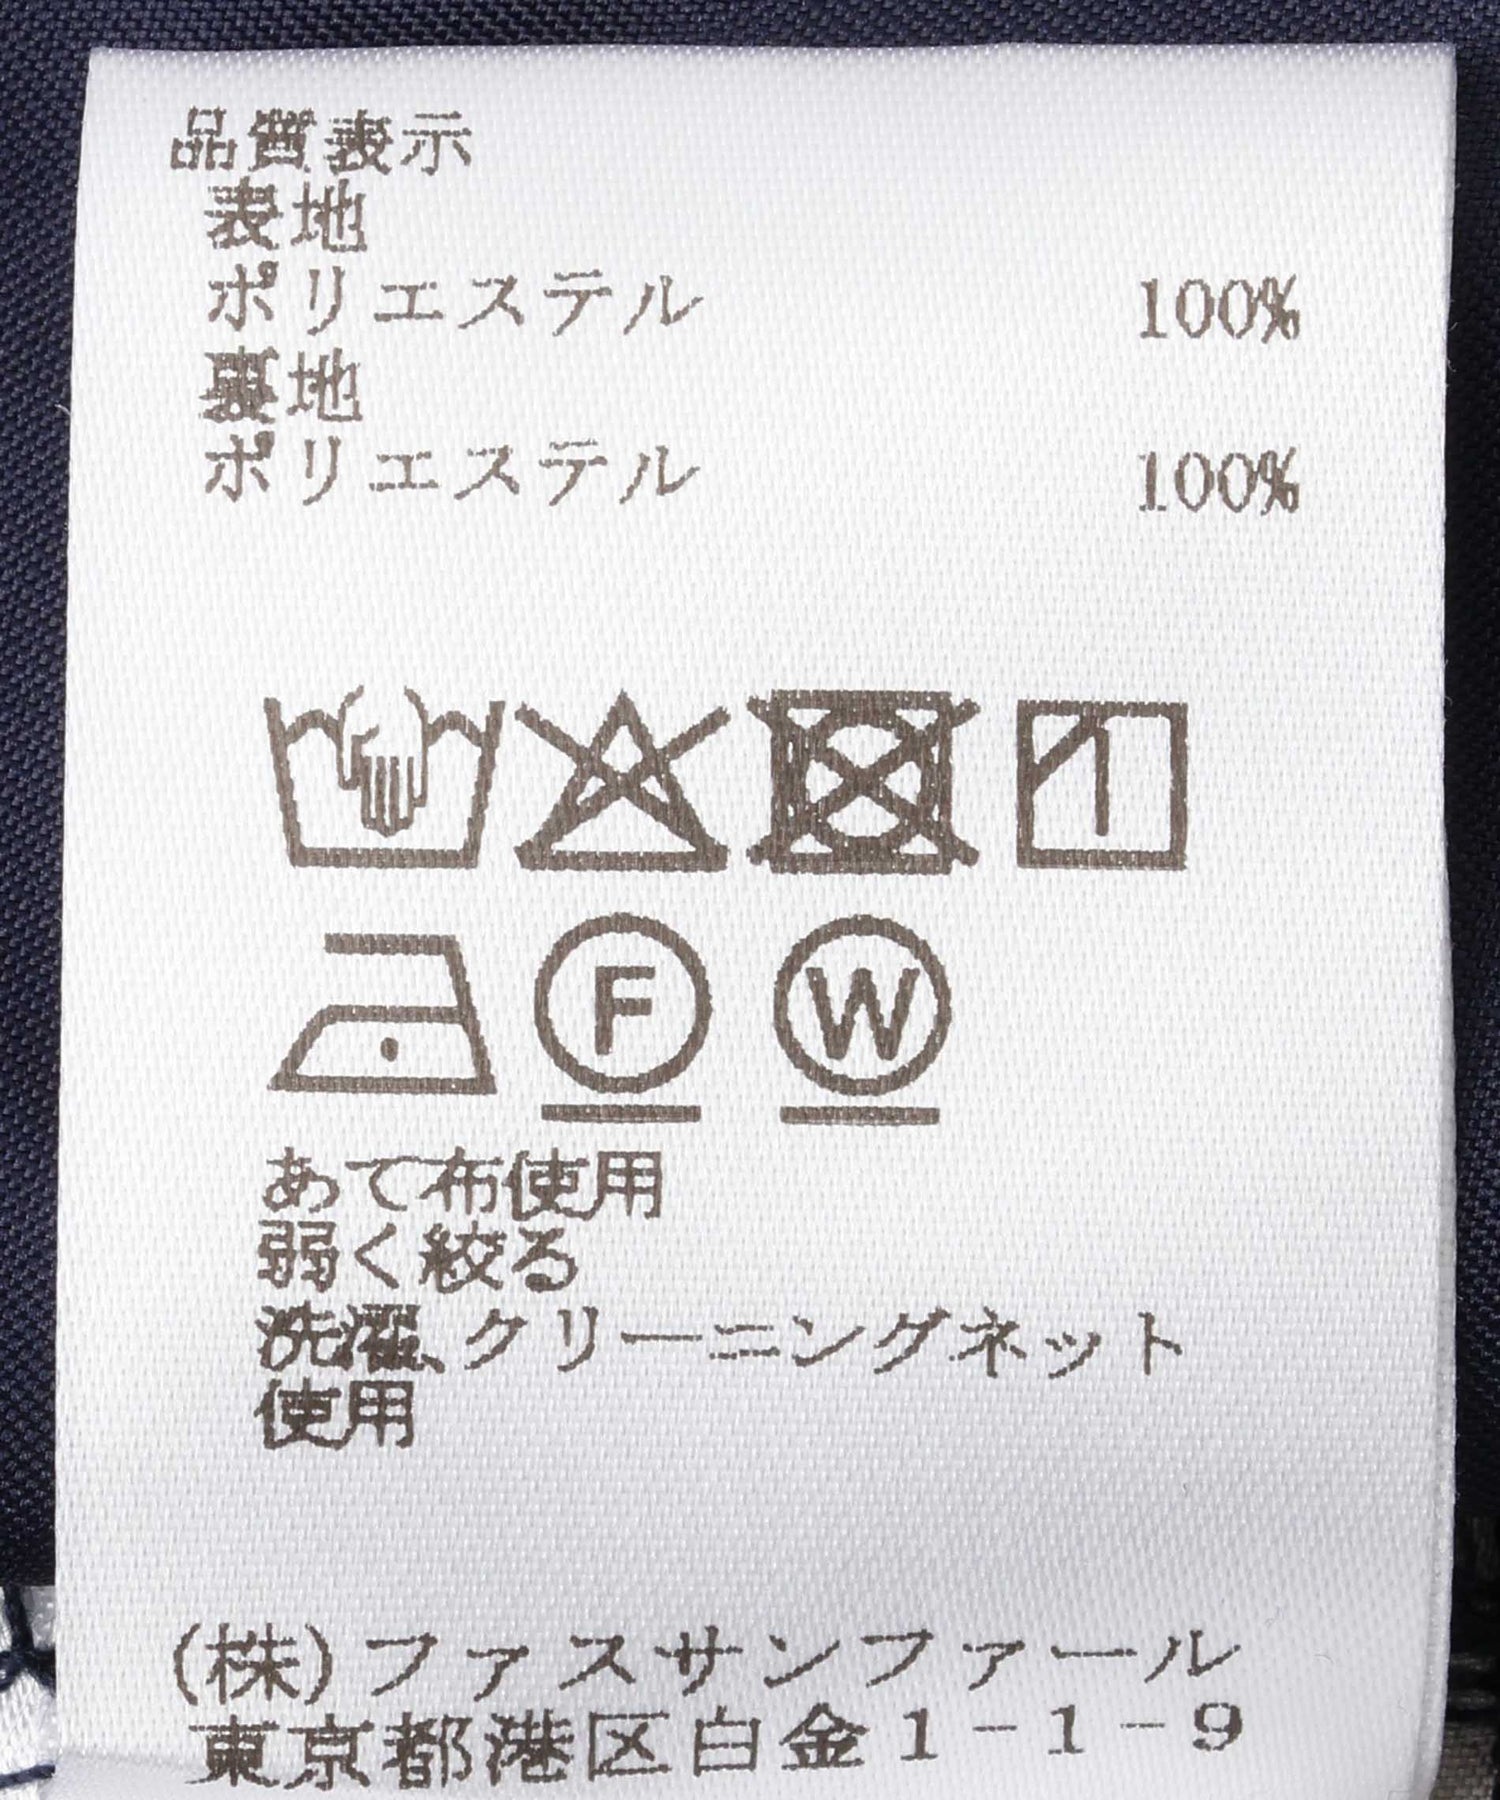 品質表示
表地
ポリエステル 100%
裏地
ポリエステル 100%
F W
あて布使用
弱く絞る
洗濯、クリーニングネット
使用
(株)ファスサンファール
東京都港区白金1-1-9